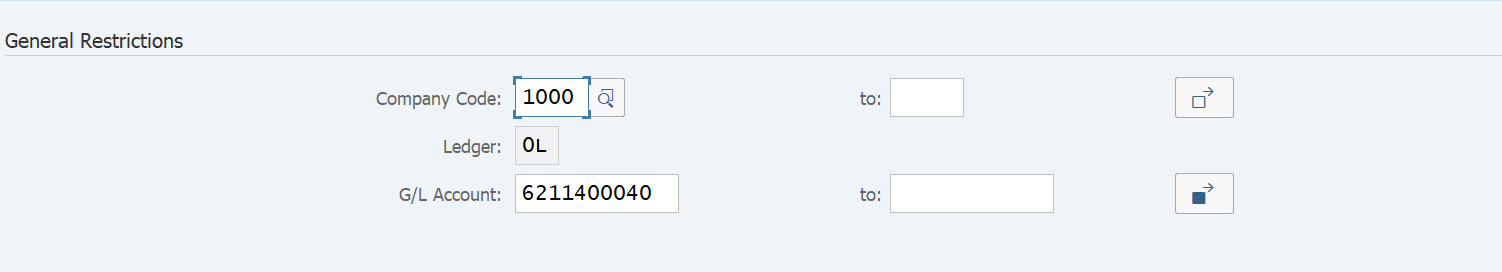 General Restrictions
Company Code: 1000 to:
Ledger: 0L
G/L Account: 6211400040 to: